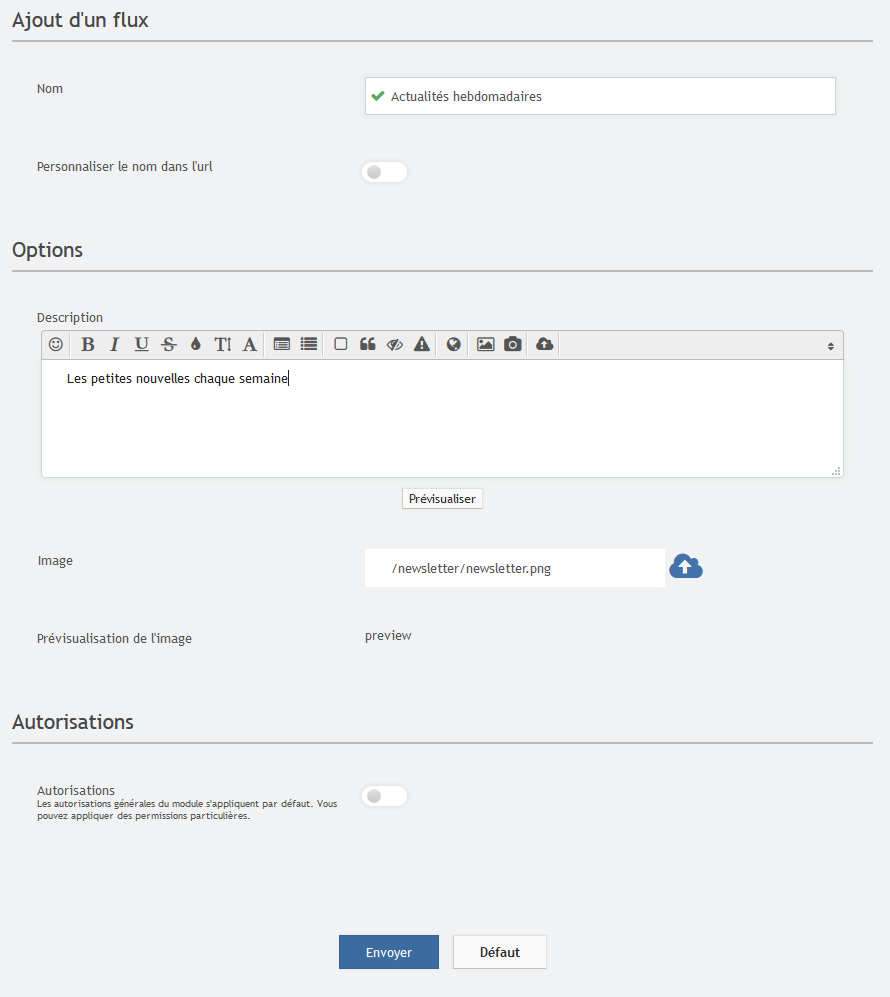 Ajout d'un flux
Nom
Actualités hebdomadaires
Personnaliser le nom dans l'url
Options
Description
B I U S T A
Les petites nouvelles chaque semaine
Prévisualiser
Image
/newsletter/newsletter.png
Prévisualisation de l'image
preview
Autorisations
Autorisations
Les autorisations générales du module s'appliquent par défaut. Vous
pouvez appliquer des permissions particulières.
Envoyer Défaut